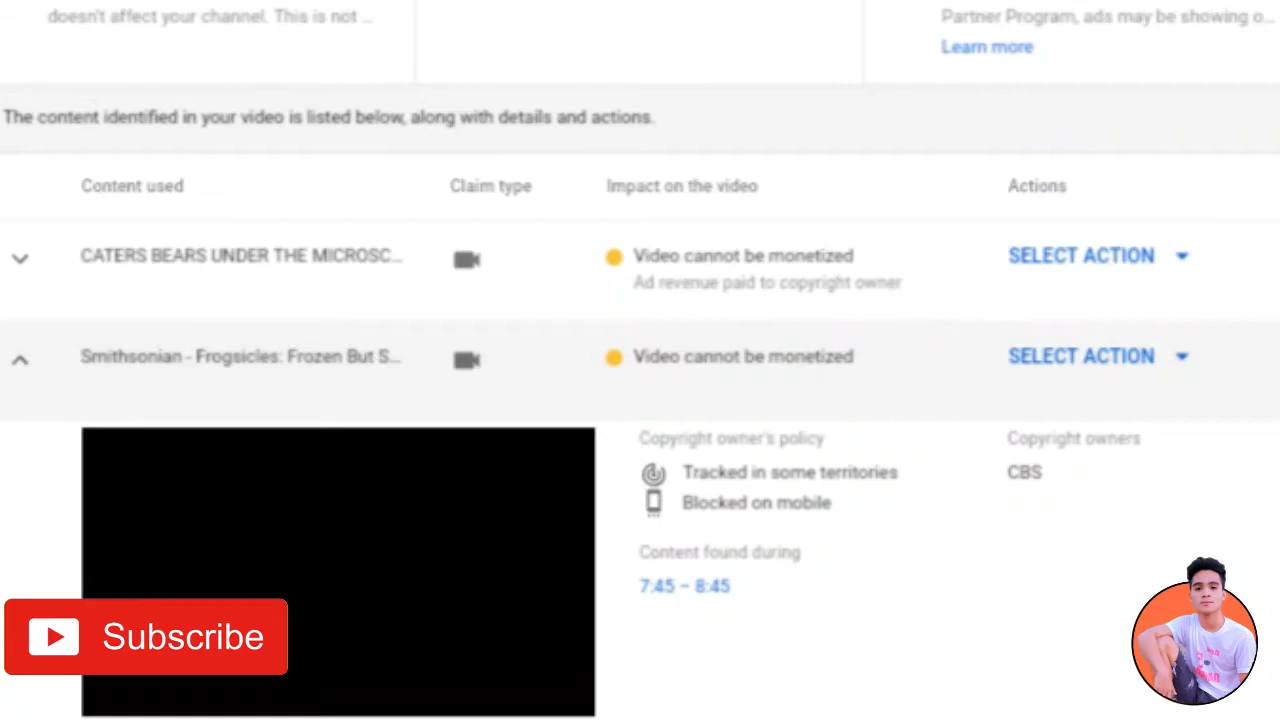 doesn't affect your channel. This is not ...
Partner Program, ads may be showing o...
Learn more
The content identified in your video is listed below, along with details and actions.
Content used
Claim type
Impact on the video
Actions
CATERS BEARS UNDER THE MICROSC...
Video cannot be monetized
Ad revenue paid to copyright owner
SELECT ACTION
Smithsonian - Frogsicles: Frozen But S...
Video cannot be monetized
SELECT ACTION
Copyright owner's policy
Tracked in some territories
Blocked on mobile
Copyright owners
CBS
Content found during
7:45 – 8:45
Subscribe